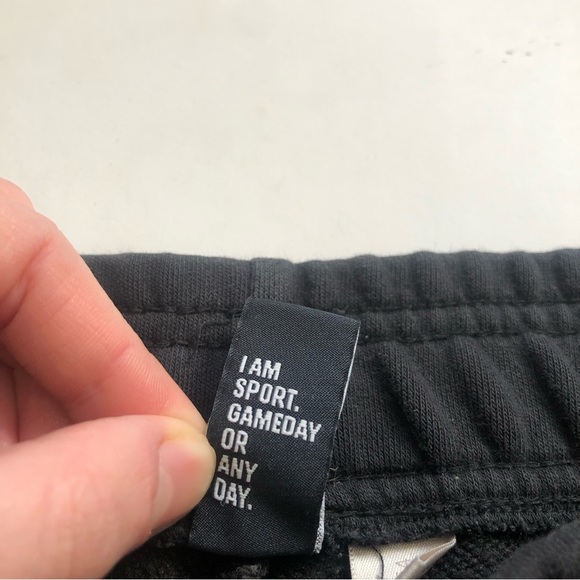 I AM
SPORT.
GAMEDAY
OR
ANY
DAY.